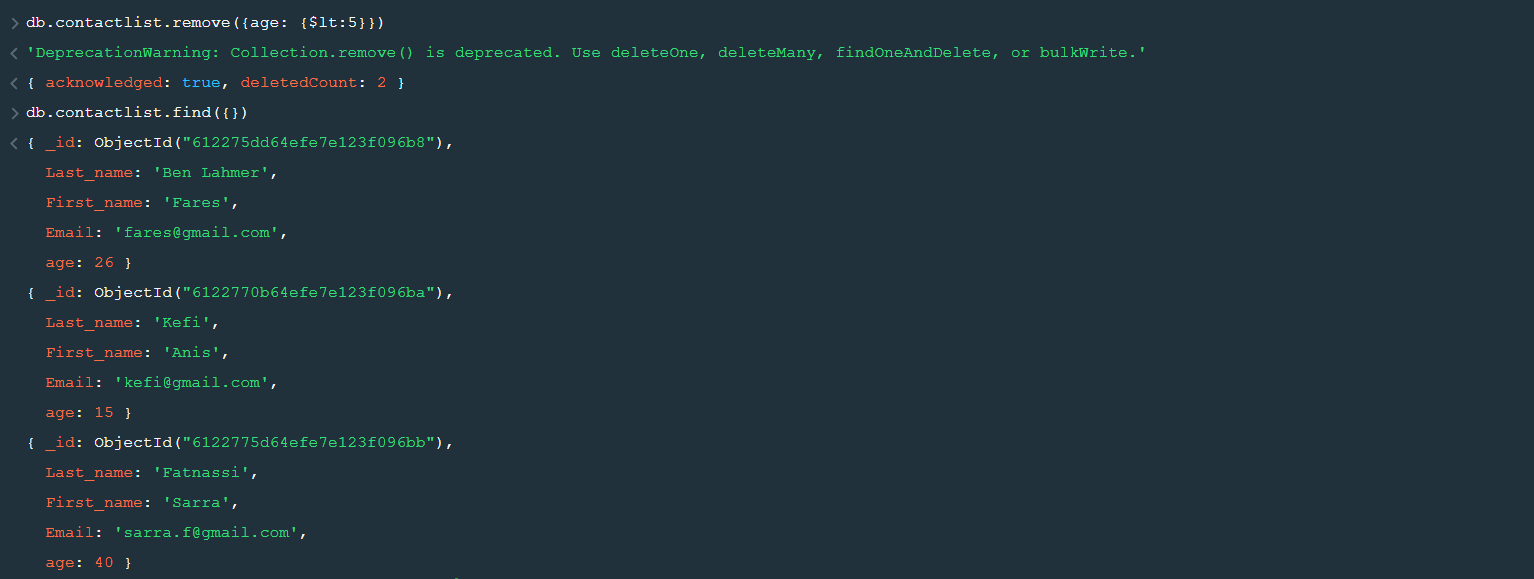 > db.contactlist.remove({age: {$lt:5}})
< 'DeprecationWarning: Collection.remove() is deprecated. Use deleteOne, deleteMany, findOneAndDelete, or bulkWrite.'
< { acknowledged: true, deletedCount: 2 }
> db.contactlist.find({})
< { _id: ObjectId("612275dd64efe7e123f096b8"),
Last_name: 'Ben Lahmer',
First_name: 'Fares',
Email: 'fares@gmail.com',
age: 26 }
{ _id: ObjectId("6122770b64efe7e123f096ba"),
Last_name: 'Kefi',
First_name: 'Anis',
Email: 'kefi@gmail.com',
age: 15 }
{ _id: ObjectId("6122775d64efe7e123f096bb"),
Last_name: 'Fatnassi',
First_name: 'Sarra',
Email: 'sarra.f@gmail.com',
age: 40 }